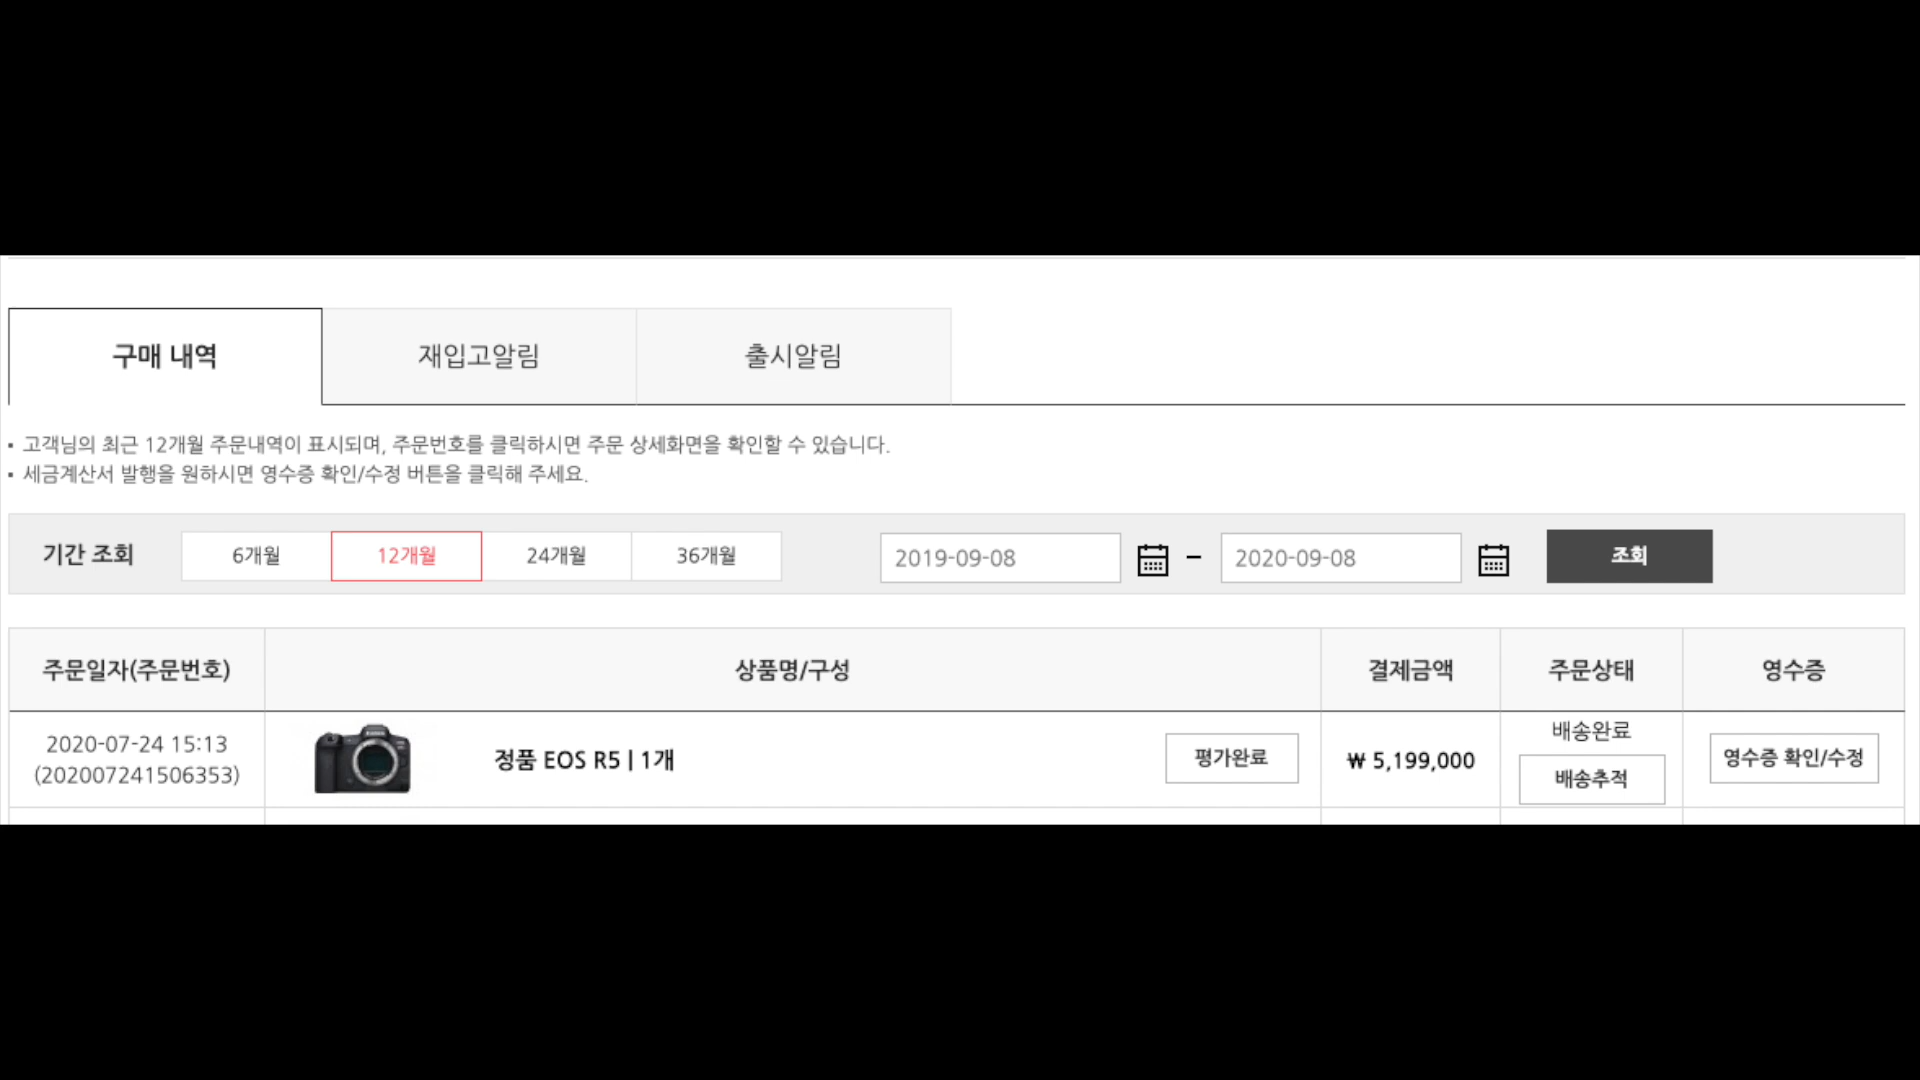 구매 내역
재입고알림
출시알림
▪ 고객님의 최근 12개월 주문내역이 표시되며, 주문번호를 클릭하시면 주문 상세화면을 확인할 수 있습니다.
▪ 세금계산서 발행을 원하시면 영수증 확인/수정 버튼을 클릭해 주세요.
기간 조회
6개월
12개월
24개월
36개월
2019-09-08
–
2020-09-08
조회
주문일자(주문번호)
상품명/구성
결제금액
주문상태
영수증
2020-07-24 15:13
(202007241506353)
정품 EOS R5 | 1개
평가완료
₩ 5,199,000
배송완료
배송추적
영수증 확인/수정